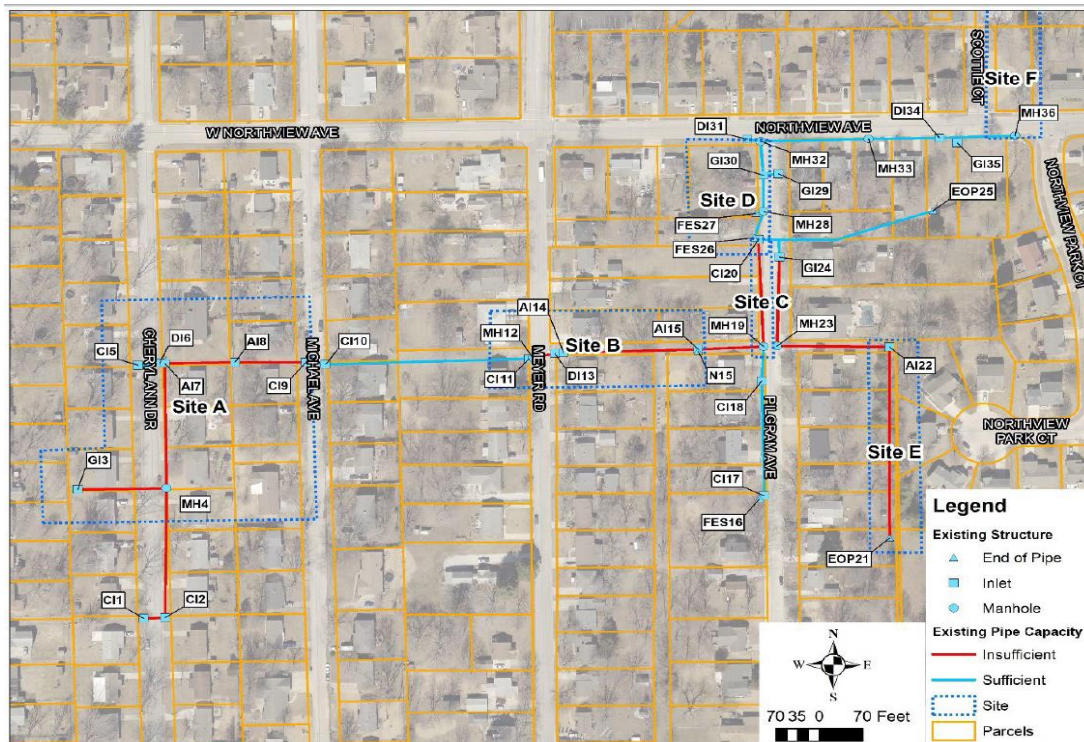 SCOTTIE CT
Site F
DI34
MH36
DI31
NORTHVIEW AVE
W NORTHVIEW AVE
MH32
MH33
GI35
GI30
GI29
EOP25
NORTHVIEW PARK CT
Site D
FES27
MH28
FES26
CI20
GI24
AI14
Site C
MH12
AI15
MH19
MH23
CI5
CHERYL ANN DR
DI6
AI8
MICHAEL AVE
CI10
MEYER RD
Site B
AI7
CI9
CI11
DI13
N15
AI22
Site A
CI18
PILGRAM AVE
NORTHVIEW
PARK CT
GI3
Site E
MH4
CI17
FES16
EOP21
CI1
CI2
Legend
Existing Structure
End of Pipe
Inlet
Manhole
Existing Pipe Capacity
Insufficient
Sufficient
Site
Parcels
N
W E
S
70 35 0 70 Feet